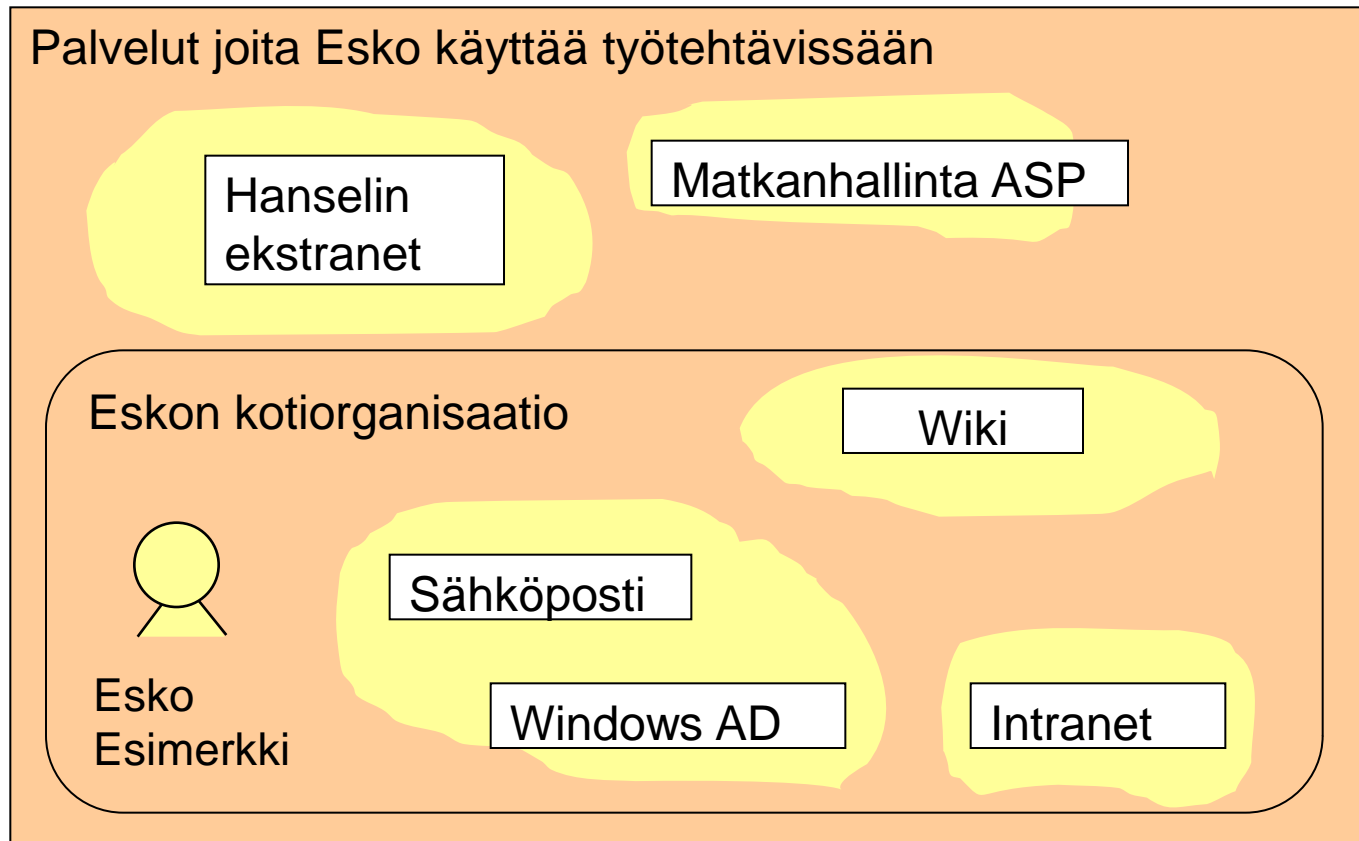 Palvelut joita Esko käyttää työtehtävissään
Hanselin
ekstranet
Matkanhallinta ASP
Eskon kotiorganisaatio
Wiki
Sähköposti
Esko
Esimerkki
Windows AD
Intranet